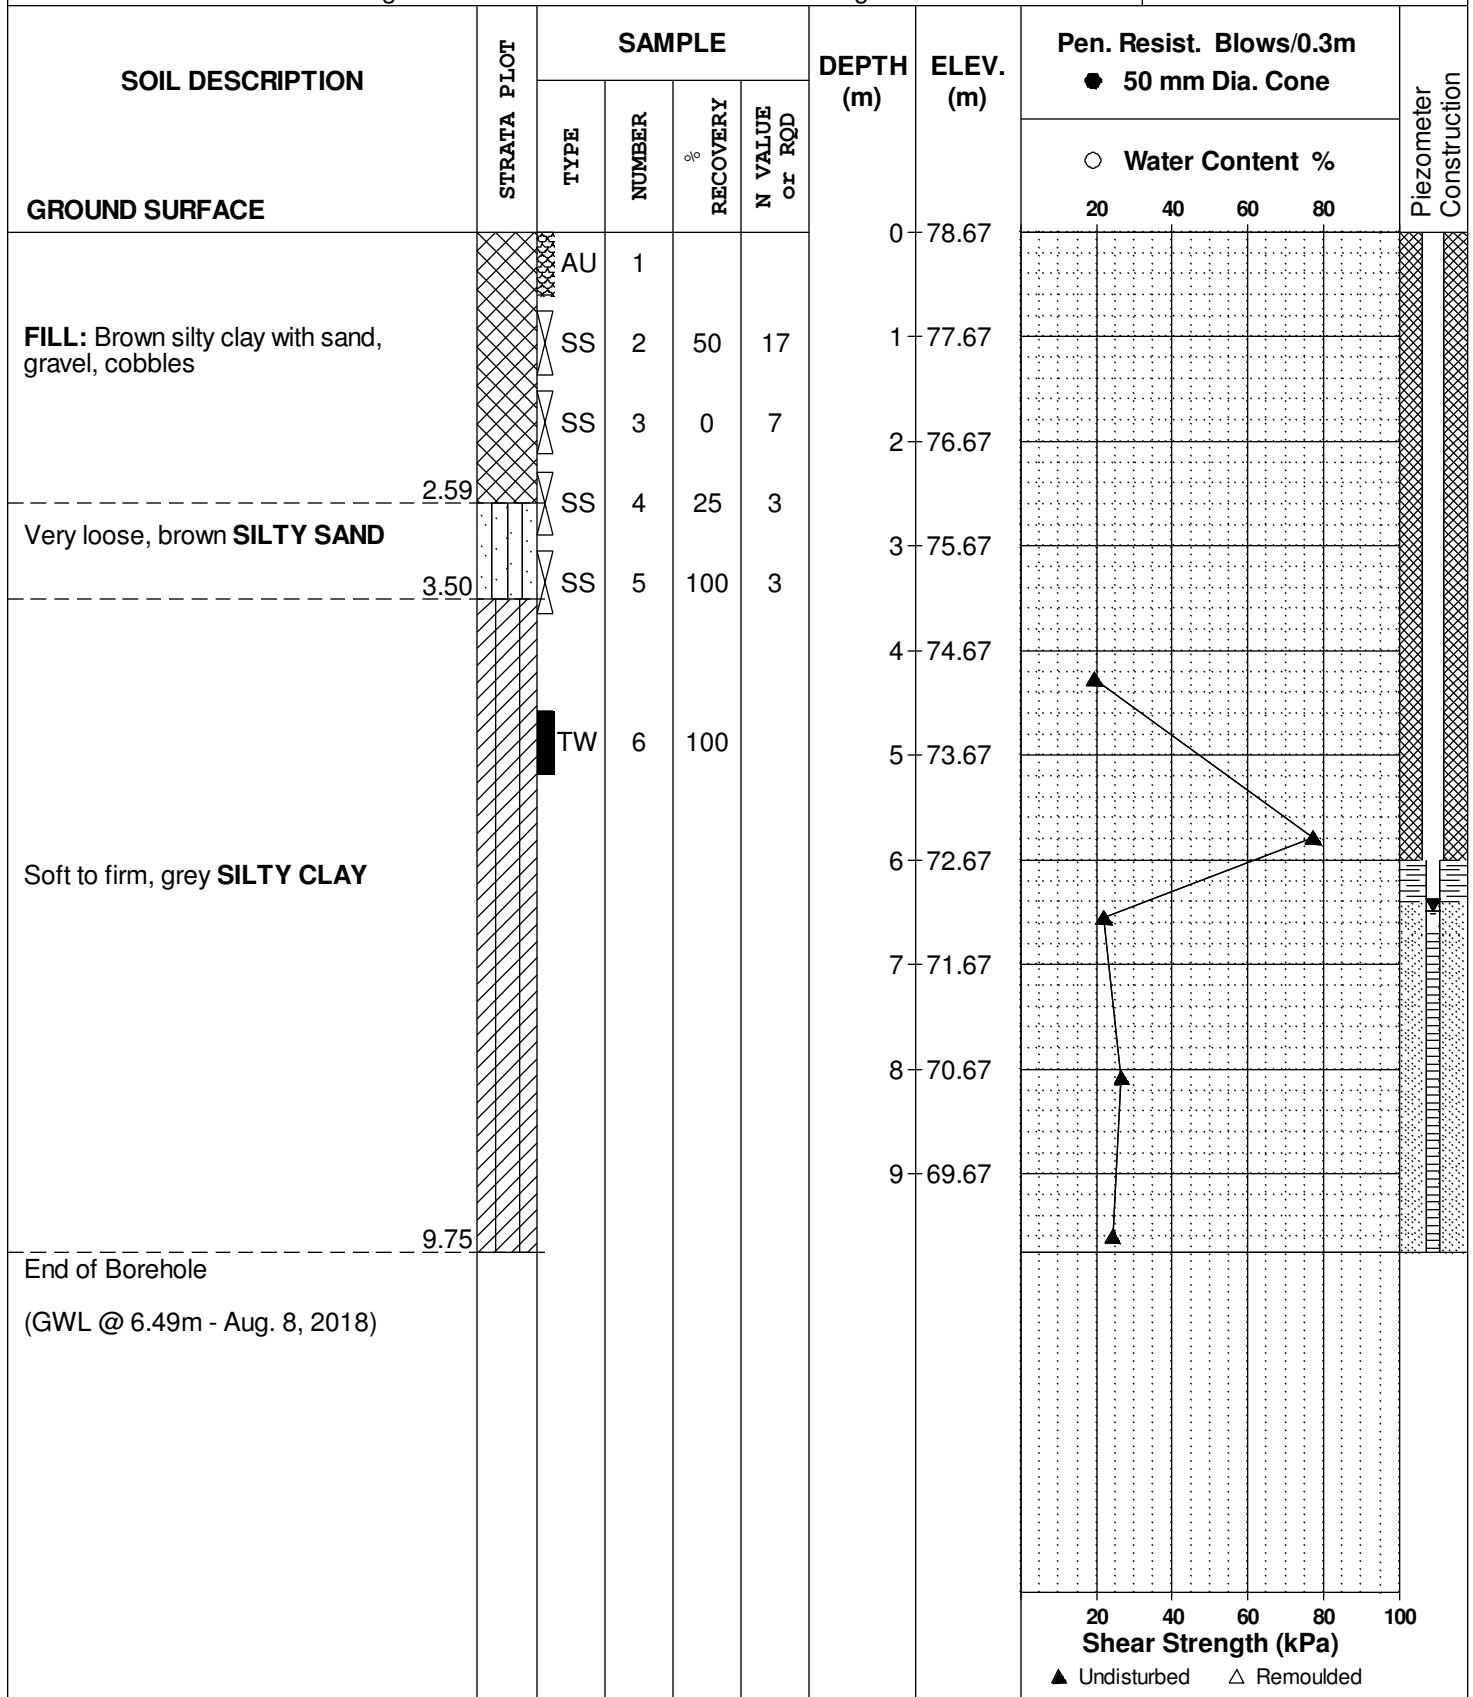 SOIL DESCRIPTION
GROUND SURFACE
STRATA PLOT
SAMPLE
TYPE
NUMBER
%
RECOVERY
N VALUE
or RQD
DEPTH
(m)
ELEV.
(m)
Pen. Resist. Blows/0.3m
● 50 mm Dia. Cone
○ Water Content %
20 40 60 80
Piezometer
Construction
0 78.67
AU 1
FILL: Brown silty clay with sand,
gravel, cobbles
SS 2 50 17
1 77.67
SS 3 0 7
2 76.67
2.59
SS 4 25 3
Very loose, brown SILTY SAND
3 75.67
3.50
SS 5 100 3
4 74.67
TW 6 100
5 73.67
6 72.67
Soft to firm, grey SILTY CLAY
7 71.67
8 70.67
9 69.67
9.75
End of Borehole
(GWL @ 6.49m - Aug. 8, 2018)
20 40 60 80 100
Shear Strength (kPa)
▲ Undisturbed △ Remoulded